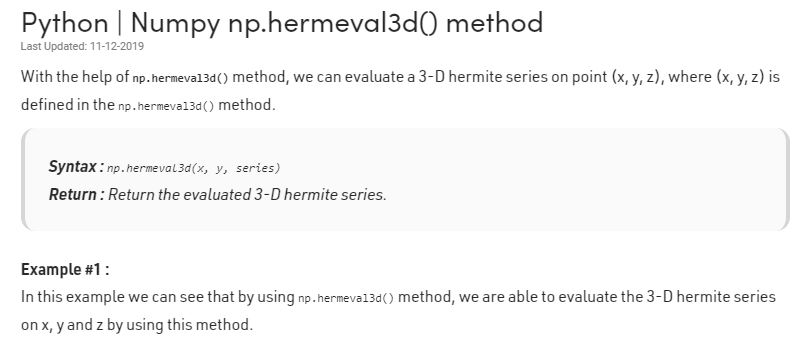 Python | Numpy np.hermeval3d() method
Last Updated: 11-12-2019
With the help of np.hermeval3d() method, we can evaluate a 3-D hermite series on point (x, y, z), where (x, y, z) is
defined in the np.hermeval3d() method.
Syntax : np.hermeval3d(x, y, series)
Return : Return the evaluated 3-D hermite series.
Example #1 :
In this example we can see that by using np.hermeval3d() method, we are able to evaluate the 3-D hermite series
on x, y and z by using this method.